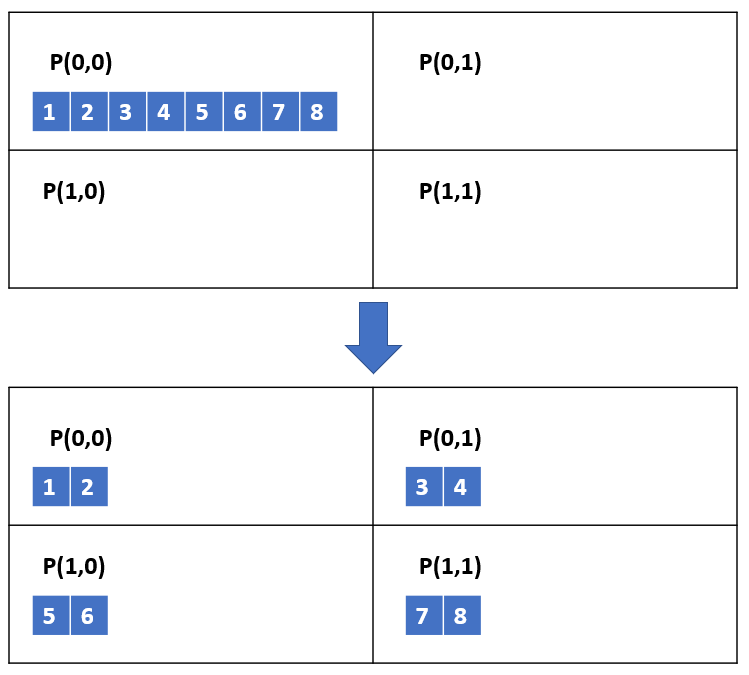 P(0,0)
P(0,1)
1 2 3 4 5 6 7 8
P(1,0)
P(1,1)
P(0,0)
P(0,1)
1 2
3 4
P(1,0)
P(1,1)
5 6
7 8